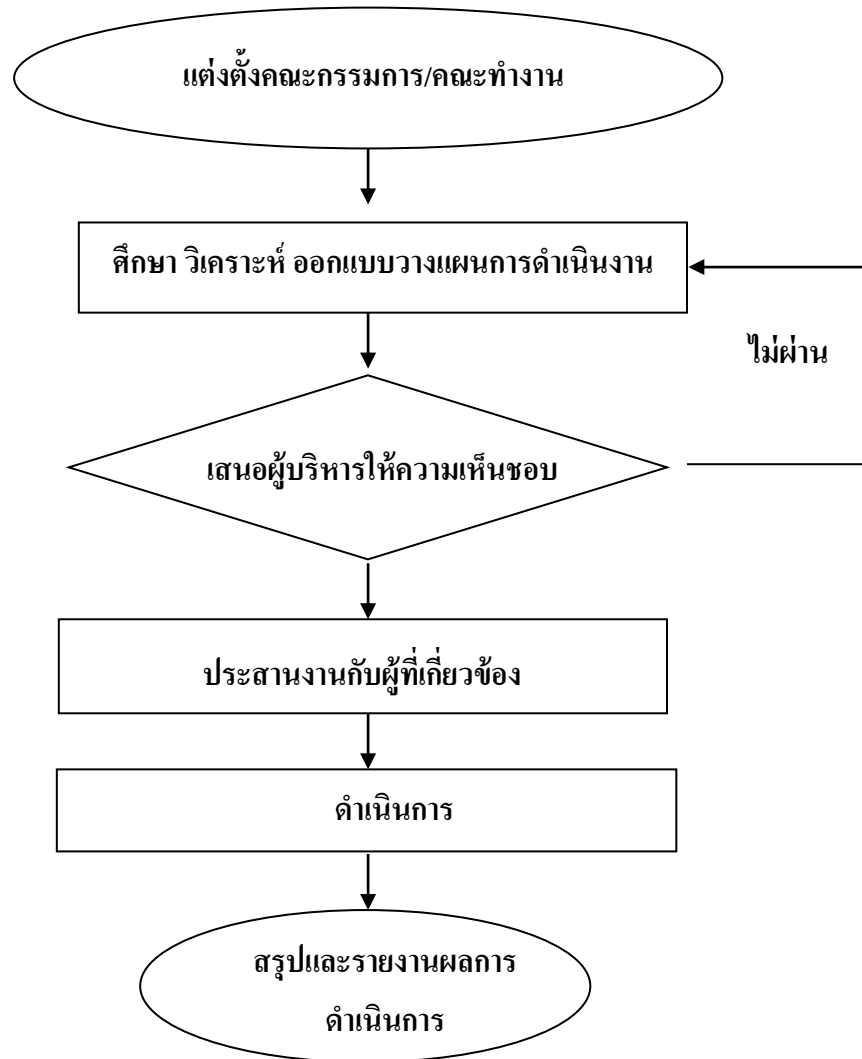 แต่งตั้งคณะกรรมการ/คณะทำงาน
ศึกษา วิเคราะห์ ออกแบบวางแผนการดำเนินงาน
ไม่ผ่าน
เสนอผู้บริหารให้ความเห็นชอบ
ประสานงานกับผู้ที่เกี่ยวข้อง
ดำเนินการ
สรุปและรายงานผลการ
ดำเนินการ